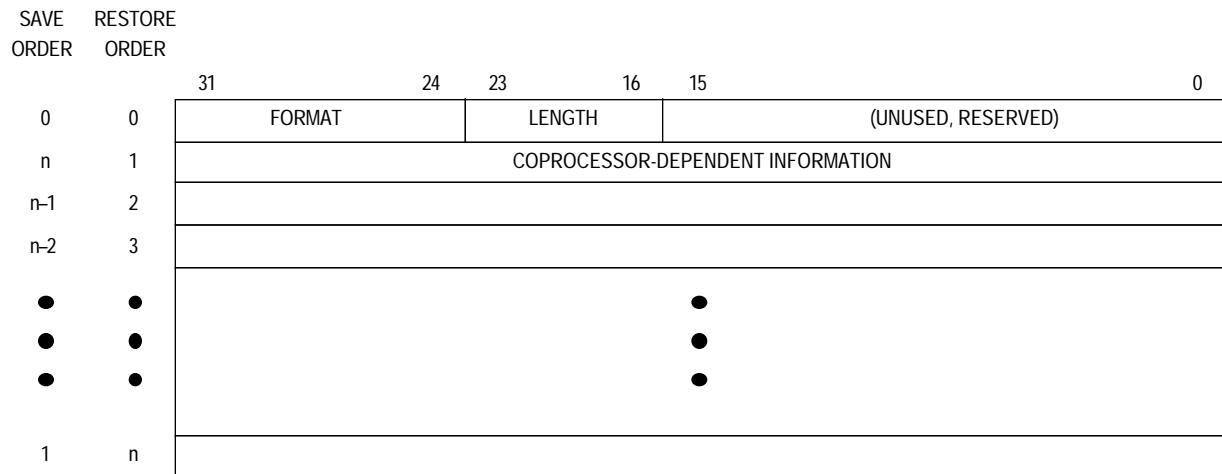 SAVE RESTORE
ORDER ORDER
31 24 23 16 15 0
0 0 FORMAT LENGTH (UNUSED, RESERVED)
n 1 COPROCESSOR-DEPENDENT INFORMATION
n–1 2
n–2 3
1 n